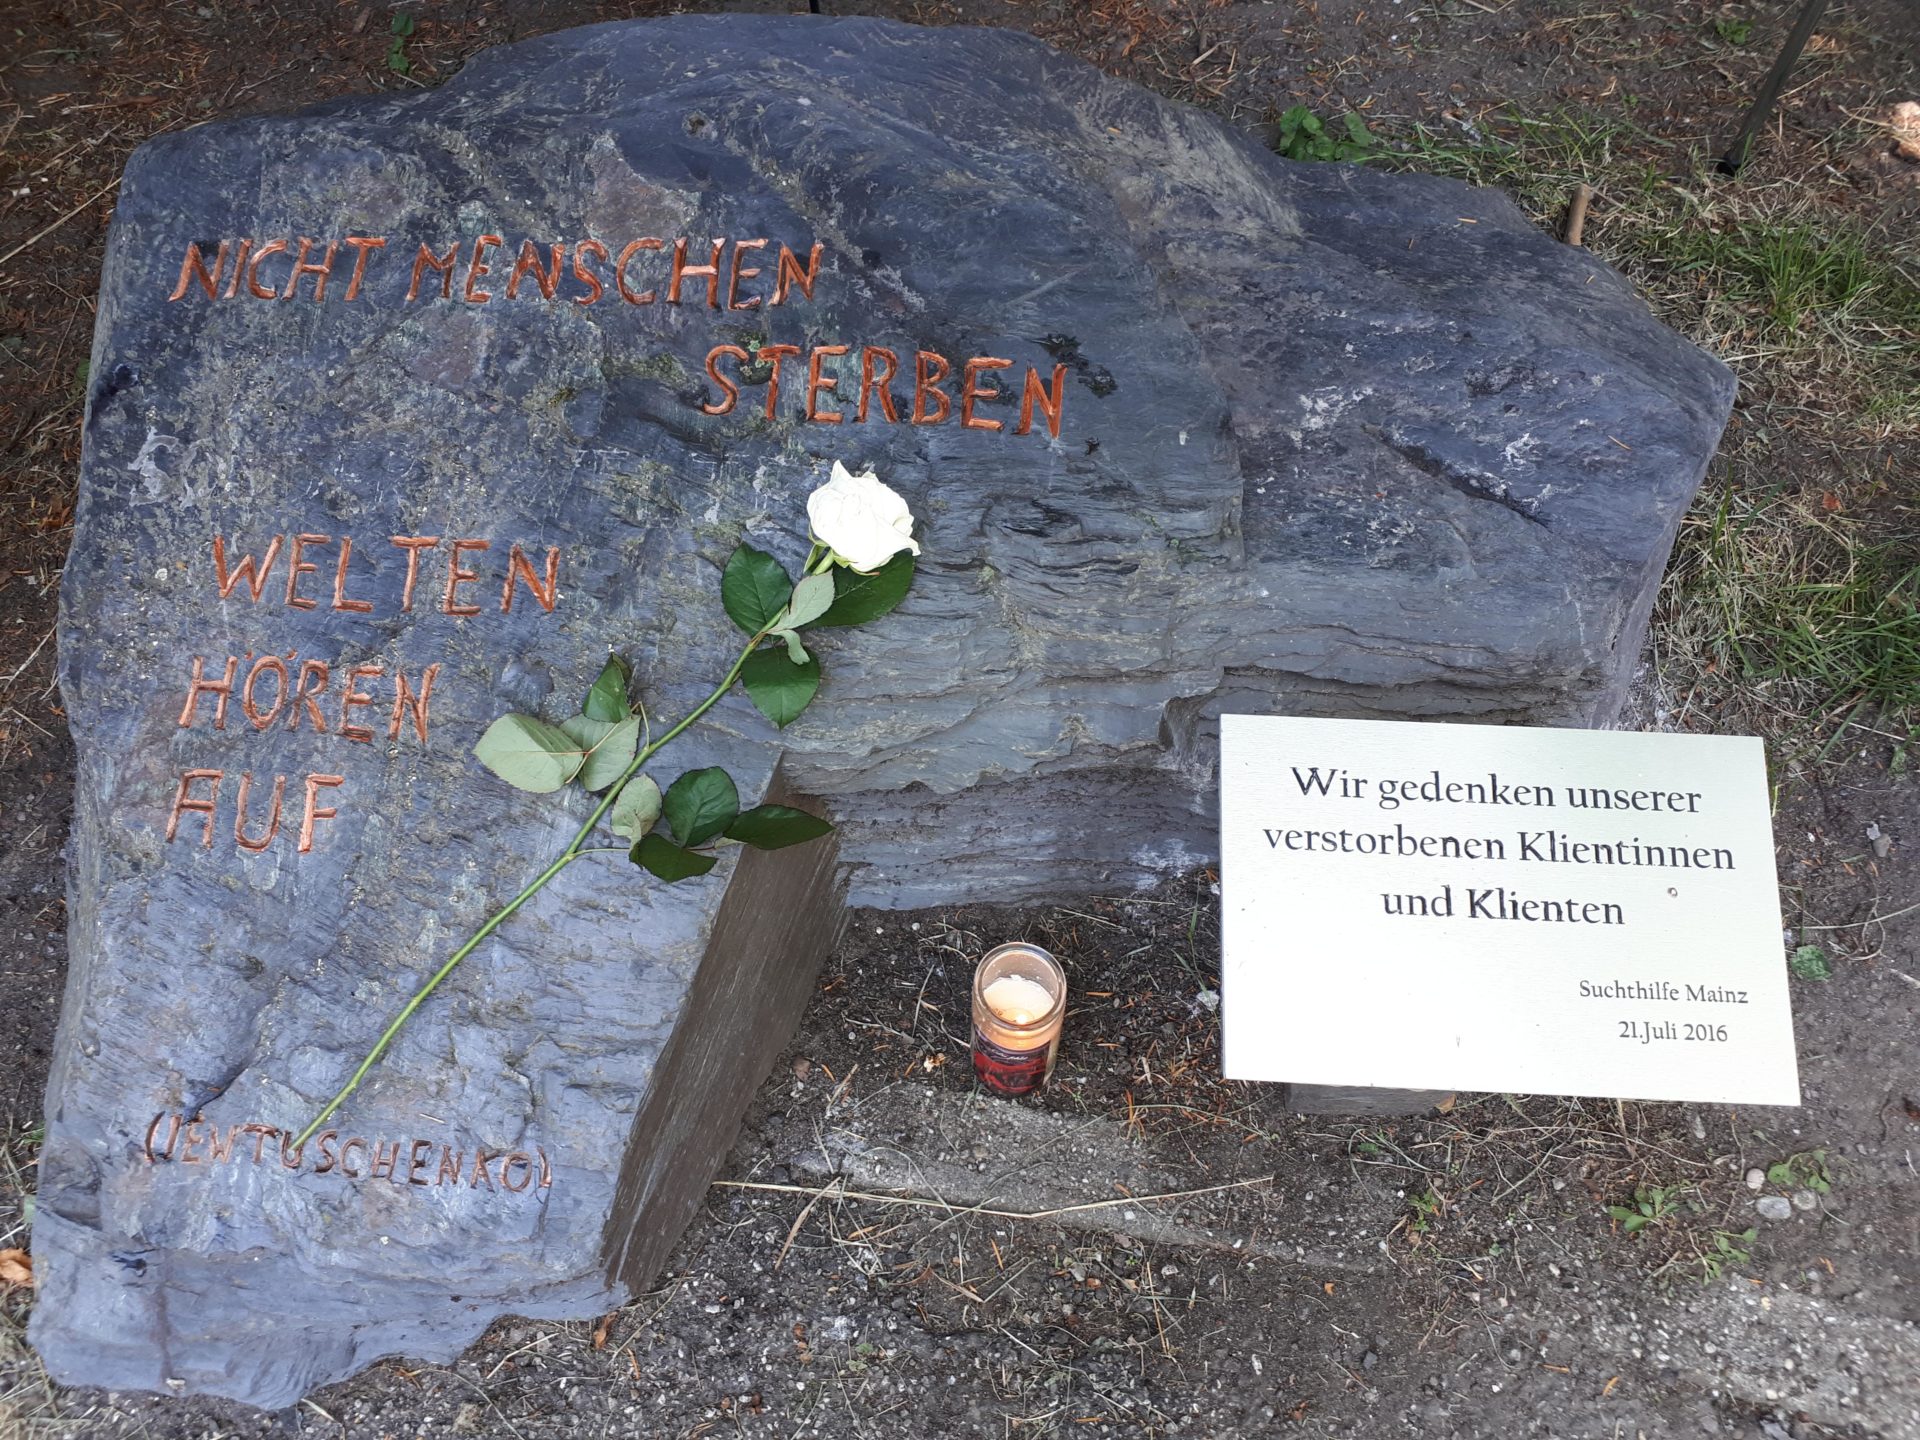 NICHT MENSCHEN
STERBEN
WELTEN
HÖREN
AUF
(JEWTUSCHENKO)
Wir gedenken unserer
verstorbenen Klientinnen
und Klienten
Suchthilfe Mainz
21.Juli 2016